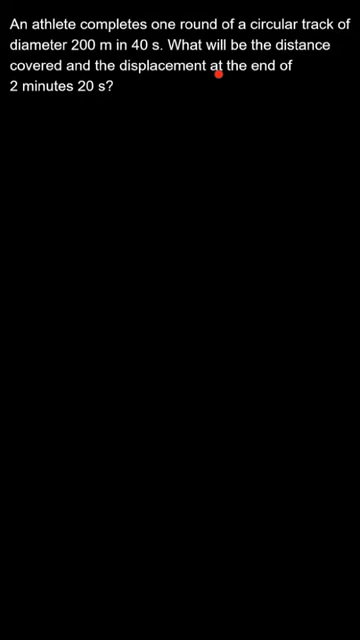 An athlete completes one round of a circular track of
diameter 200 m in 40 s. What will be the distance
covered and the displacement at the end of
2 minutes 20 s?